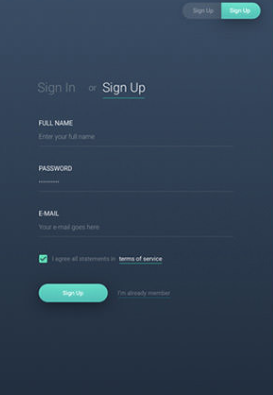 Sign Up Sign Up
Sign In or Sign Up
FULL NAME
Enter your full name
PASSWORD
E-MAIL
Your e-mail goes here
I agree all statements in terms of service
Sign Up I'm already member